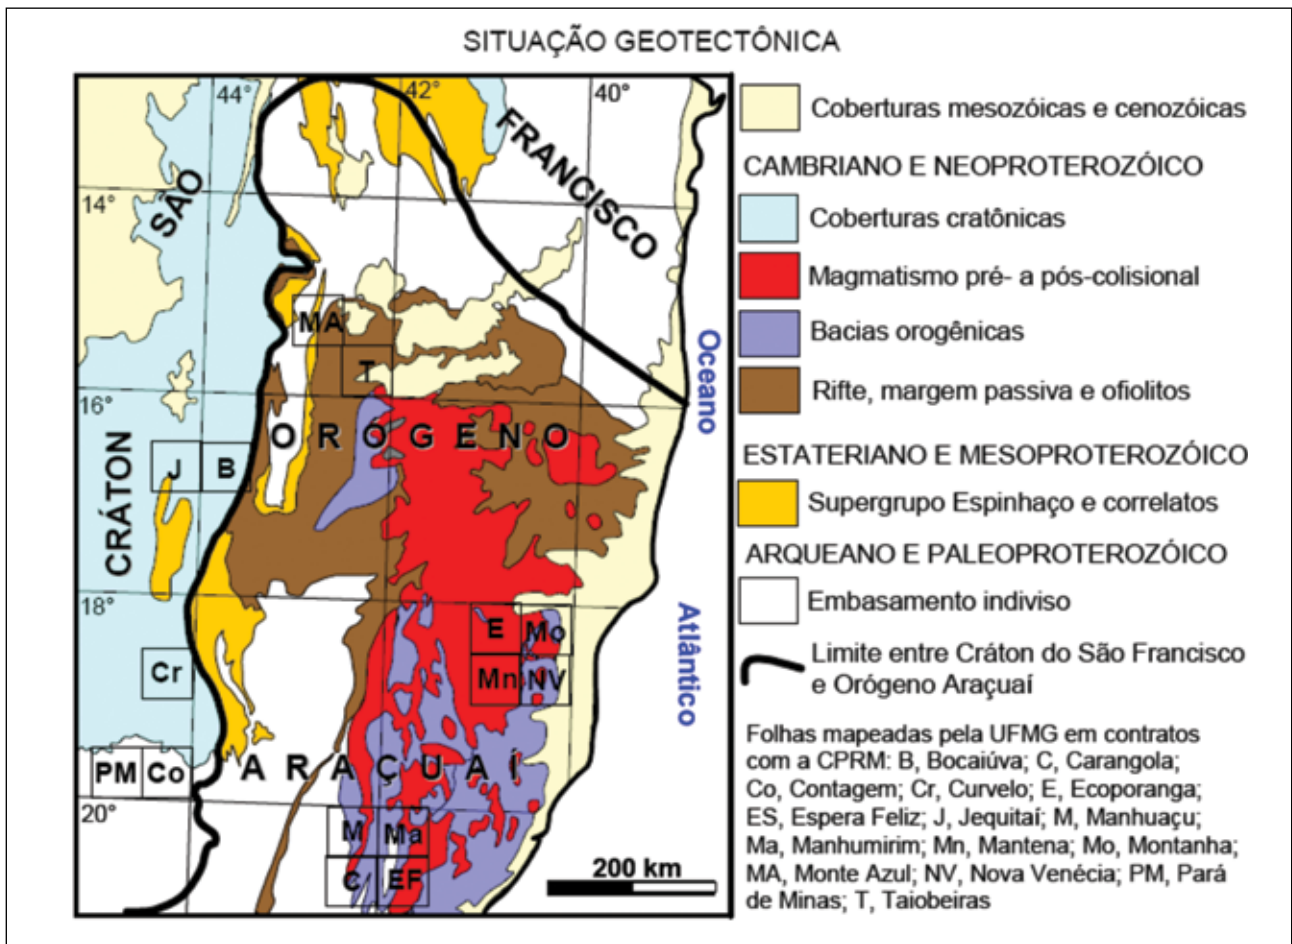 SITUAÇÃO GEOTECTÔNICA
44°
42°
40°
14°
16°
18°
20°
SÃO
FRANCISCO
CRÁTON
ORÓGENO
ARAÇUAÍ
MA
T
J
B
Cr
PM
Co
E
Mo
Mn
NV
M
Ma
C
EF
Oceano
Atlântico
200 km
Coberturas mesozóicas e cenozóicas
CAMBRIANO E NEOPROTEROZÓICO
Coberturas cratônicas
Magmatismo pré- a pós-colisional
Bacias orogênicas
Rifte, margem passiva e ofiolitos
ESTATERIANO E MESOPROTEROZÓICO
Supergrupo Espinhaço e correlatos
ARQUEANO E PALEOPROTEROZÓICO
Embasamento indiviso
Limite entre Cráton do São Francisco
e Orógeno Araçuaí
Folhas mapeadas pela UFMG em contratos
com a CPRM: B, Bocaiúva; C, Carangola;
Co, Contagem; Cr, Curvelo; E, Ecoporanga;
ES, Espera Feliz; J, Jequitaí; M, Manhuaçu;
Ma, Manhumirim; Mn, Mantena; Mo, Montanha;
MA, Monte Azul; NV, Nova Venécia; PM, Pará
de Minas; T, Taiobeiras